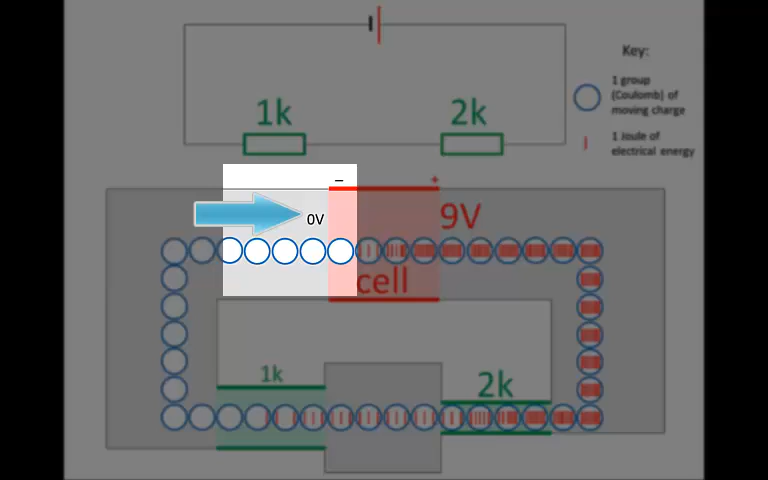 Key:
1 group
(Coulomb) of
moving charge
1k
2k
1 Joule of
electrical energy
–
+
0V
9V
cell
1k
2k